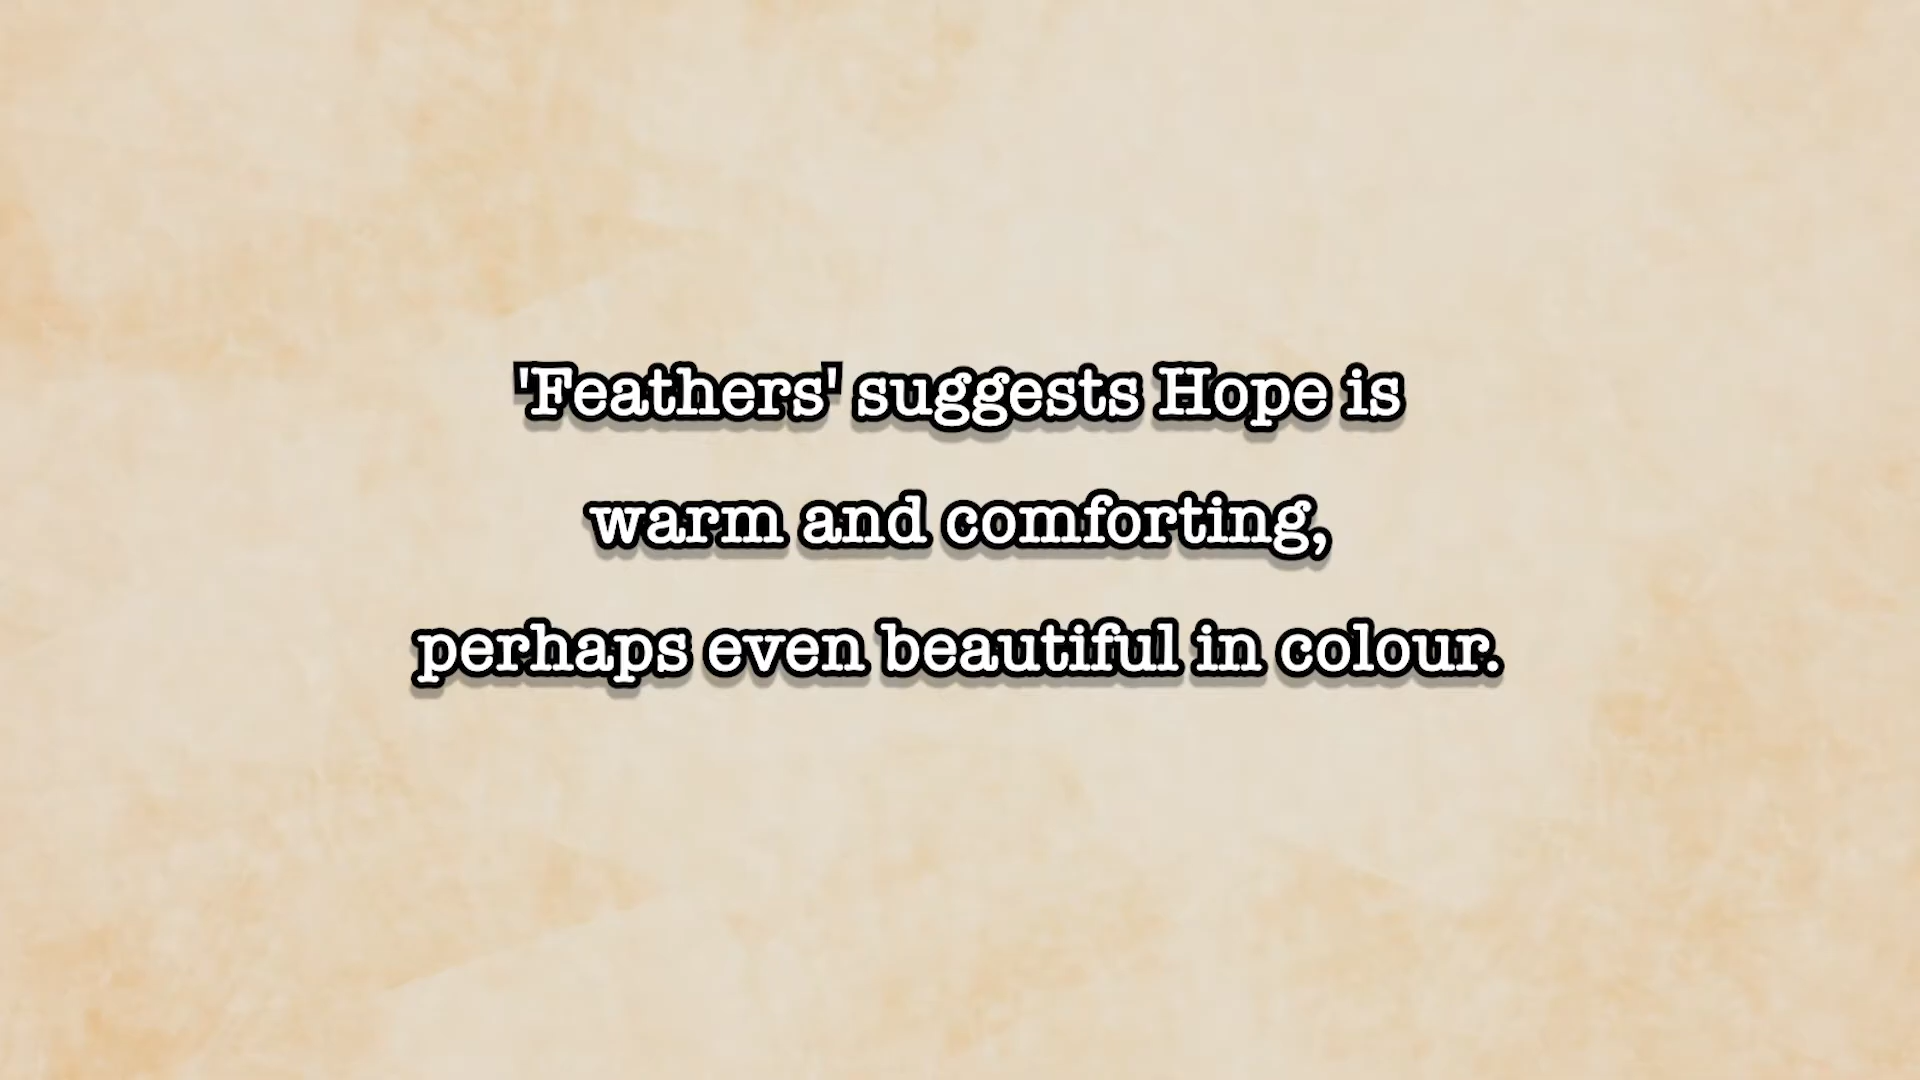 'Feathers' suggests Hope is
warm and comforting,
perhaps even beautiful in colour.